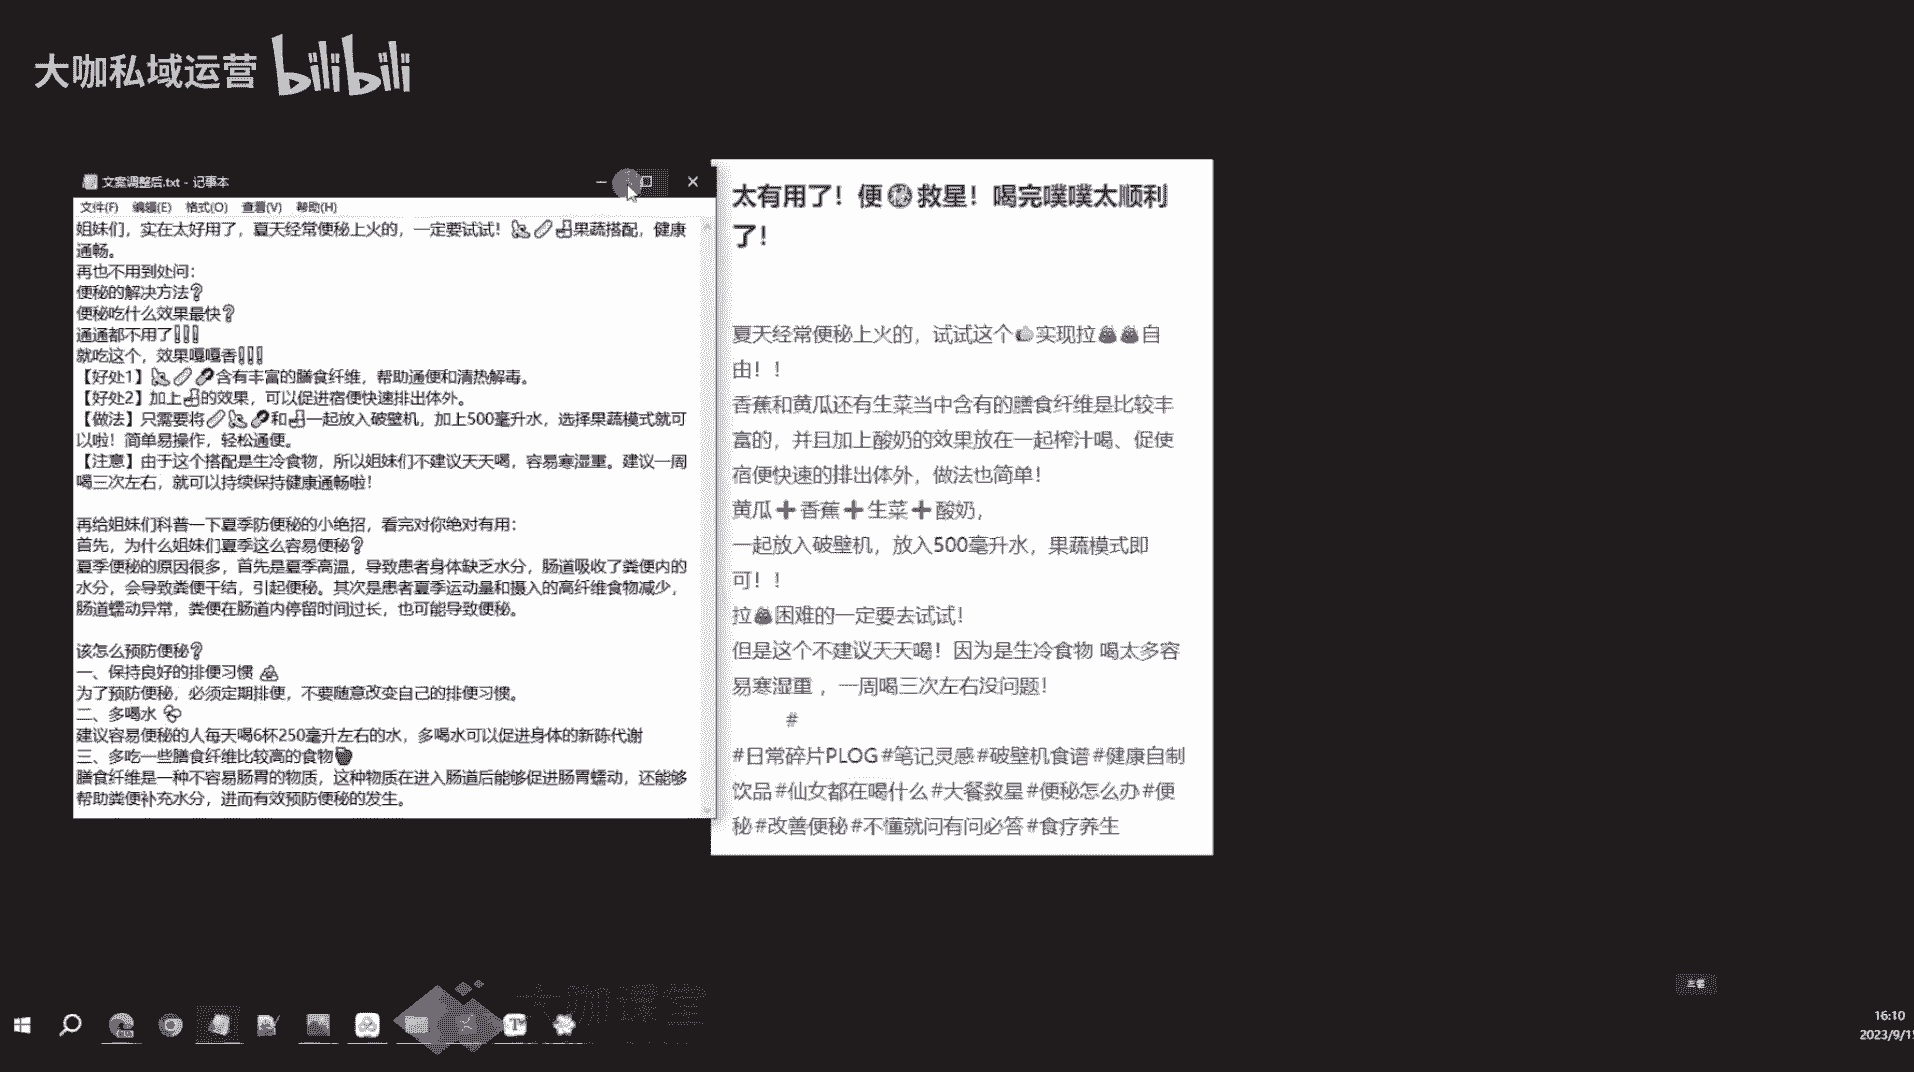 大咖私域运营 bilibili
文案调整后.txt - 记事本
文件(F) 编辑(E) 格式(O) 查看(V) 帮助(H)
姐妹们，实在太好用了，夏天经常便秘上火的，一定要试试！🍌🥒🥛果蔬搭配，健康
通畅。
再也不用到处问：
便秘的解决方法❓
便秘吃什么效果最快❓
通通都不用了❗❗❗
就吃这个，效果嘎嘎香❗❗❗
【好处1】含有丰富的膳食纤维，帮助通便和清热解毒。
【好处2】加上的效果，可以促进宿便快速排出体外。
【做法】只需要将和一起放入破壁机，加上500毫升水，选择果蔬模式就可
以啦！简单易操作，轻松通便。
【注意】由于这个搭配是生冷食物，所以姐妹们不建议天天喝，容易寒湿重。建议一周
喝三次左右，就可以持续保持健康通畅啦！
再给姐妹们科普一下夏季防便秘的小绝招，看完对你绝对有用：
首先，为什么姐妹们夏季这么容易便秘❓
夏季便秘的原因很多，首先是夏季高温，导致患者身体缺乏水分，肠道吸收了粪便内的
水分，会导致粪便干结，引起便秘。其次是患者夏季运动量和摄入的高纤维食物减少，
肠道蠕动异常，粪便在肠道内停留时间过长，也可能导致便秘。
该怎么预防便秘❓
一、保持良好的排便习惯
为了预防便秘，必须定期排便，不要随意改变自己的排便习惯。
二、多喝水
建议容易便秘的人每天喝6杯250毫升左右的水，多喝水可以促进身体的新陈代谢
三、多吃一些膳食纤维比较高的食物
膳食纤维是一种不容易肠胃的物质，这种物质在进入肠道后能够促进肠胃蠕动，还能够
帮助粪便补充水分，进而有效预防便秘的发生。
太有用了！便㊙救星！喝完噗噗太顺利
了！
夏天经常便秘上火的，试试这个👍实现拉💩💩自
由！！
香蕉和黄瓜还有生菜当中含有的膳食纤维是比较丰
富的，并且加上酸奶的效果放在一起榨汁喝、促使
宿便快速的排出体外，做法也简单！
黄瓜➕香蕉➕生菜➕酸奶，
一起放入破壁机，放入500毫升水，果蔬模式即
可！！
拉💩困难的一定要去试试！
但是这个不建议天天喝！因为是生冷食物 喝太多容
易寒湿重 ，一周喝三次左右没问题！
#
#日常碎片PLOG#笔记灵感#破壁机食谱#健康自制
饮品#仙女都在喝什么#大餐救星#便秘怎么办#便
秘#改善便秘#不懂就问有问必答#食疗养生
大咖课堂
16:10
2023/9/1